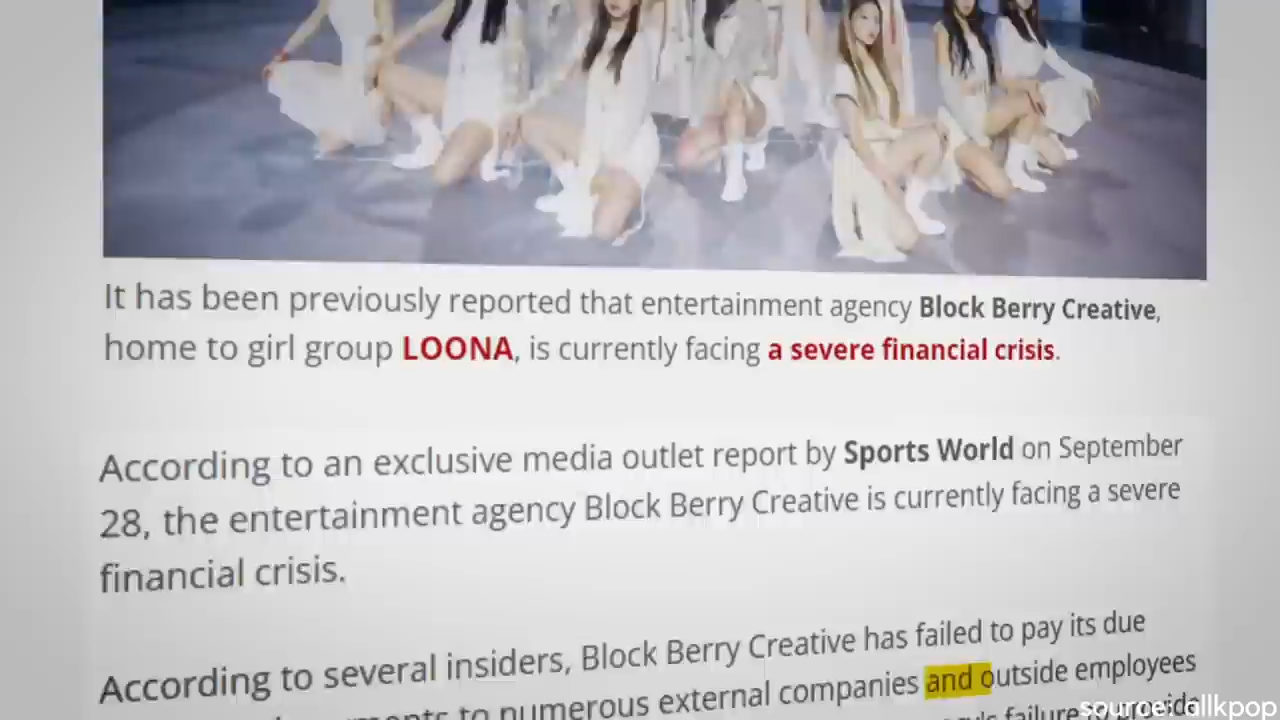 It has been previously reported that entertainment agency Block Berry Creative,
home to girl group LOONA, is currently facing a severe financial crisis.
According to an exclusive media outlet report by Sports World on September
28, the entertainment agency Block Berry Creative is currently facing a severe
financial crisis.
According to several insiders, Block Berry Creative has failed to pay its due
to numerous external companies and outside employees
failure to provide
source: allkpop